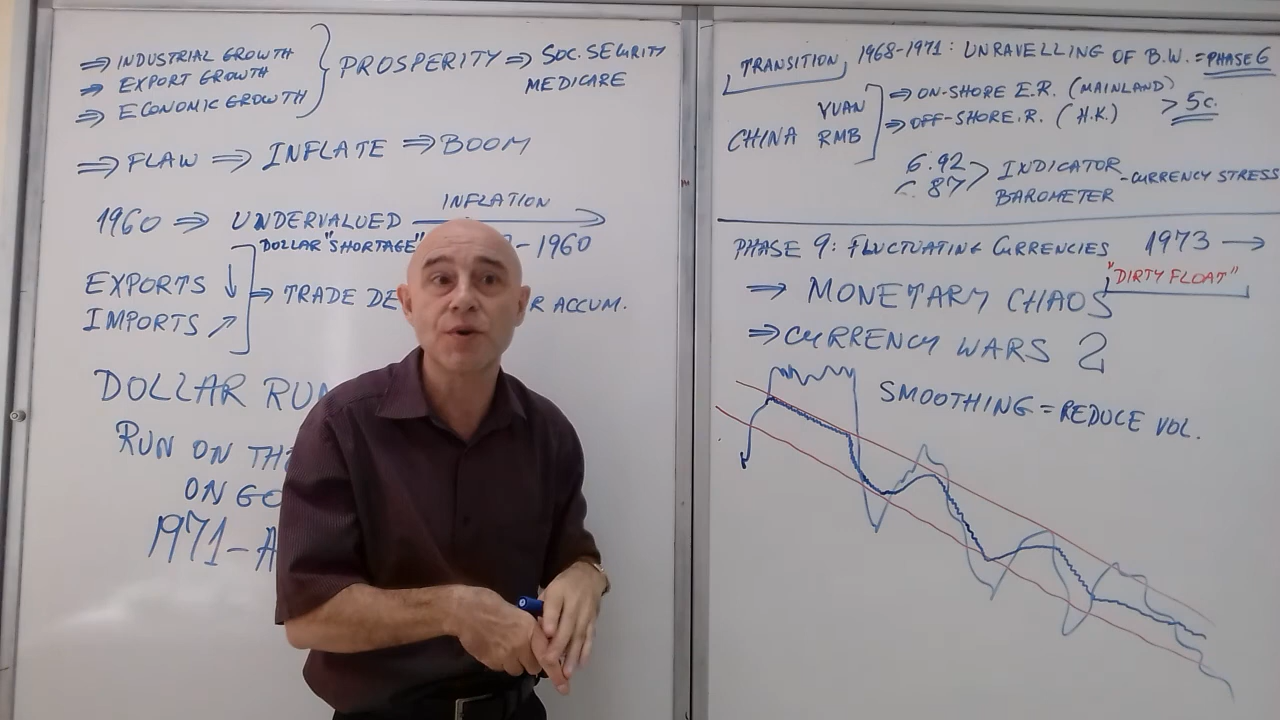 ⇒ INDUSTRIAL GROWTH
⇒ EXPORT GROWTH
⇒ ECONOMIC GROWTH
PROSPERITY ⇒ SOC. SECURITY
MEDICARE
⇒ FLAW ⇒ INFLATE ⇒ BOOM
INFLATION
1960 ⇒ UNDERVALUED
DOLLAR "SHORTAGE"
-1960
EXPORTS ↓
IMPORTS ↗
⇒ TRADE DE
R ACCUM.
DOLLAR RUN
RUN ON THE
ON GO
1971-A
TRANSITION 1968-1971: UNRAVELLING OF B.W. = PHASE 6
CHINA YUAN
RMB
⇒ ON-SHORE E.R. (MAINLAND)
⇒ OFF-SHORE.R. (H.K.)
> 5c.
6.92
.87
INDICATOR
BAROMETER
- CURRENCY STRESS
PHASE 9: FLUCTUATING CURRENCIES 1973 →
"DIRTY FLOAT"
⇒ MONETARY CHAOS
⇒ CURRENCY WARS 2
SMOOTHING = REDUCE VOL.